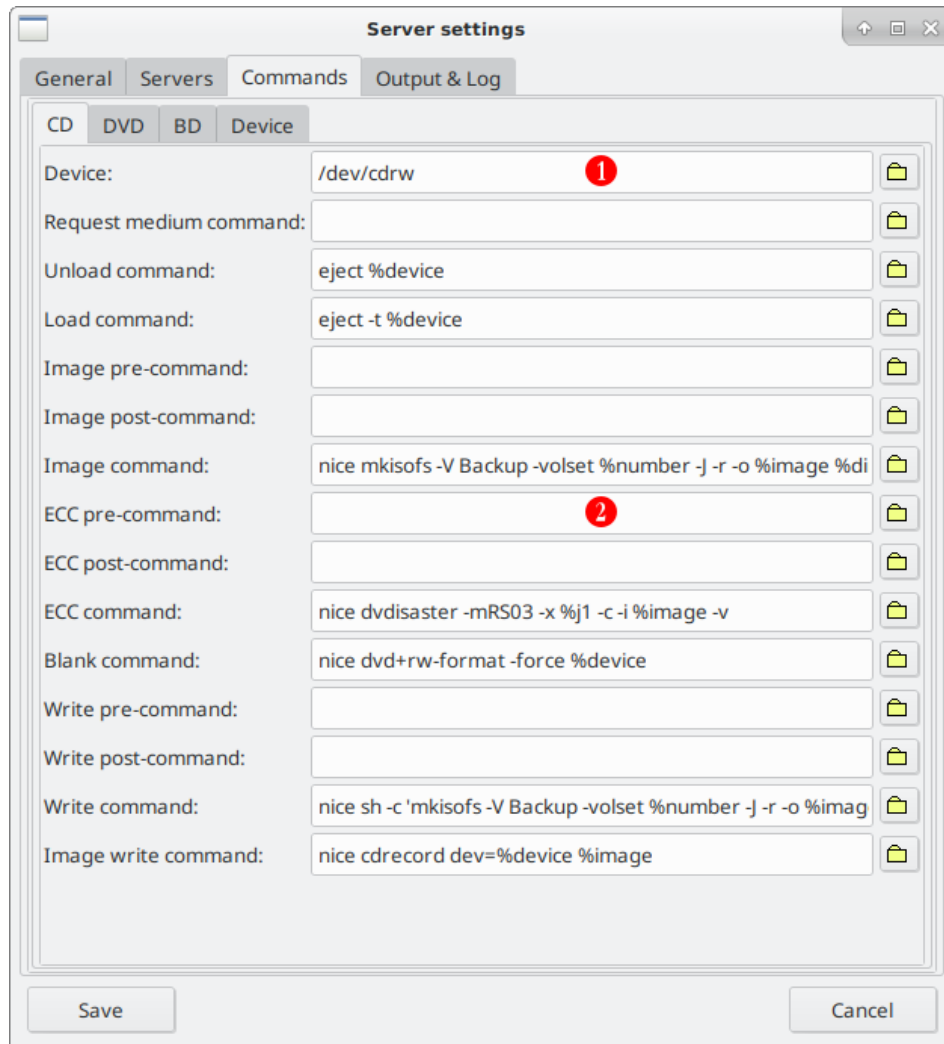 Server settings
General Servers Commands Output & Log
CD DVD BD Device
Device: /dev/cdrw 1
Request medium command:
Unload command: eject %device
Load command: eject -t %device
Image pre-command:
Image post-command:
Image command: nice mkisofs -V Backup -volset %number -J -r -o %image %di
ECC pre-command: 2
ECC post-command:
ECC command: nice dvdisaster -mRS03 -x %j1 -c -i %image -v
Blank command: nice dvd+rw-format -force %device
Write pre-command:
Write post-command:
Write command: nice sh -c 'mkisofs -V Backup -volset %number -J -r -o %imag
Image write command: nice cdrecord dev=%device %image
Save Cancel